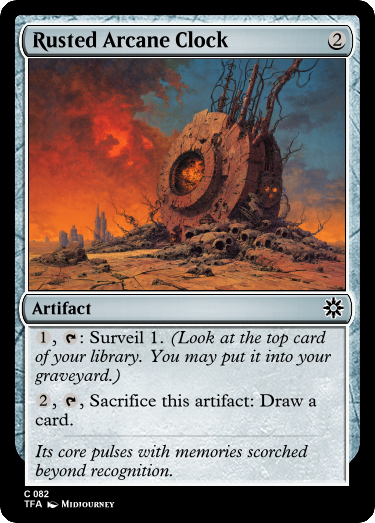 Rusted Arcane Clock 2
Artifact
1, T: Surveil 1. (Look at the top card
of your library. You may put it into your
graveyard.)
2, T, Sacrifice this artifact: Draw a
card.
Its core pulses with memories scorched
beyond recognition.
C 082
TFA Midjourney